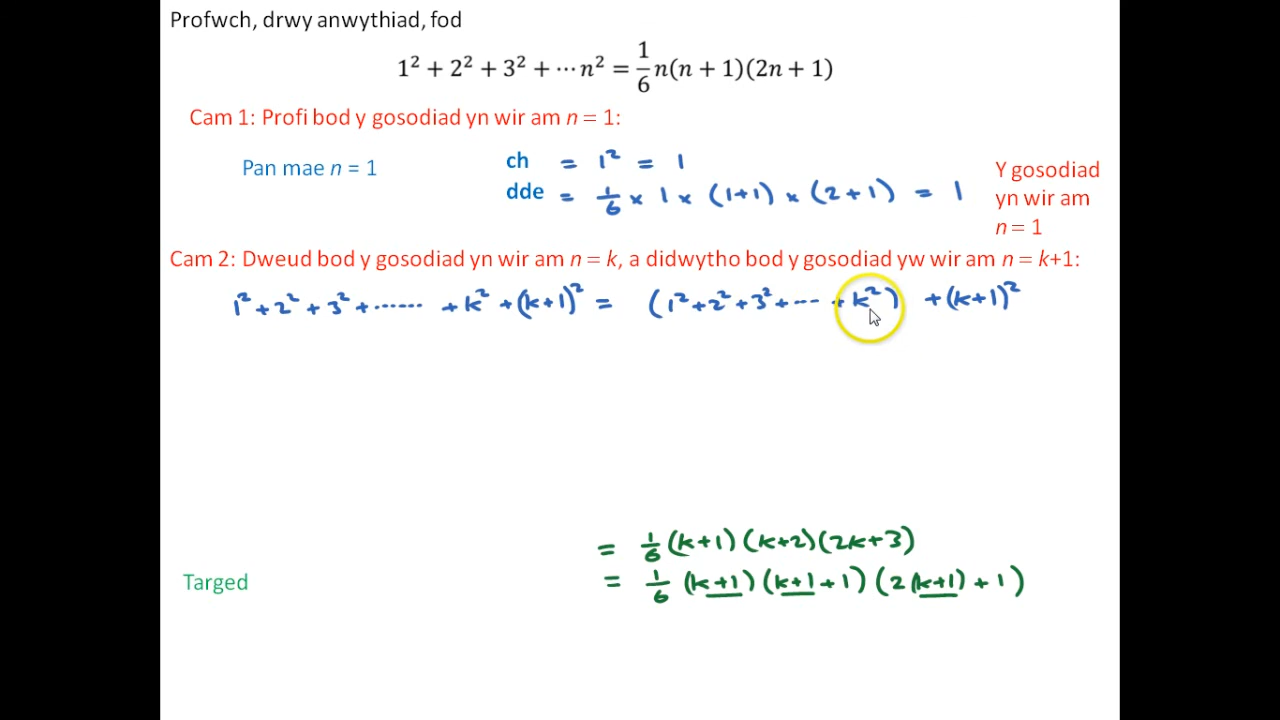 Profwch, drwy anwythiad, fod
1² + 2² + 3² + ⋯ n² = 1/6 n(n + 1)(2n + 1)
Cam 1: Profi bod y gosodiad yn wir am n = 1:
Pan mae n = 1
ch = 1² = 1
dde = 1/6 × 1 × (1+1) × (2+1) = 1
Y gosodiad
yn wir am
n = 1
Cam 2: Dweud bod y gosodiad yn wir am n = k, a didwytho bod y gosodiad yw wir am n = k+1:
1² + 2² + 3² + ...... + k² + (k+1)² = (1² + 2² + 3² + ... + k²) + (k+1)²
= 1/6 (k+1)(k+2)(2k+3)
Targed = 1/6 (k+1)(k+1+1)(2(k+1)+1)